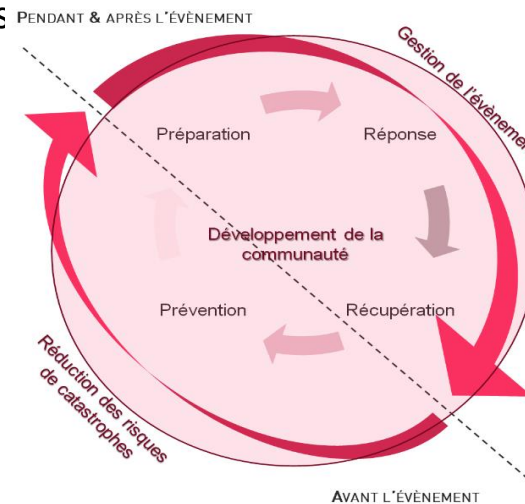 s
PENDANT & APRÈS L'ÉVÈNEMENT
Gestion de l'évènemen
Préparation
Réponse
Développement de la
communauté
Prévention
Récupération
Réduction des risques
de catastrophes
AVANT L'ÉVÈNEMENT